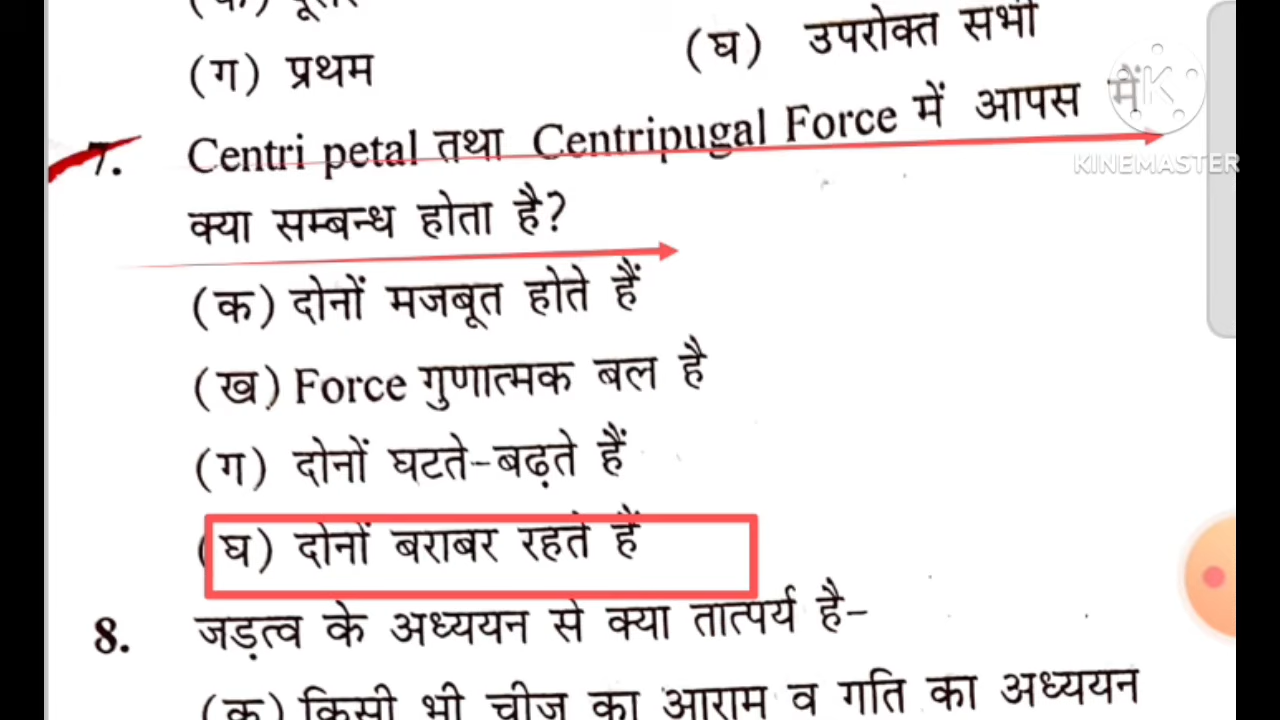 (ग) प्रथम
(घ) उपरोक्त सभी
7. Centri petal तथा Centripugal Force में आपस में
KINEMASTER
क्या सम्बन्ध होता है?
(क) दोनों मजबूत होते हैं
(ख) Force गुणात्मक बल है
(ग) दोनों घटते-बढ़ते हैं
(घ) दोनों बराबर रहते हैं
8. जड़त्व के अध्ययन से क्या तात्पर्य है-
(क) किसी भी चीज का आराम व गति का अध्ययन